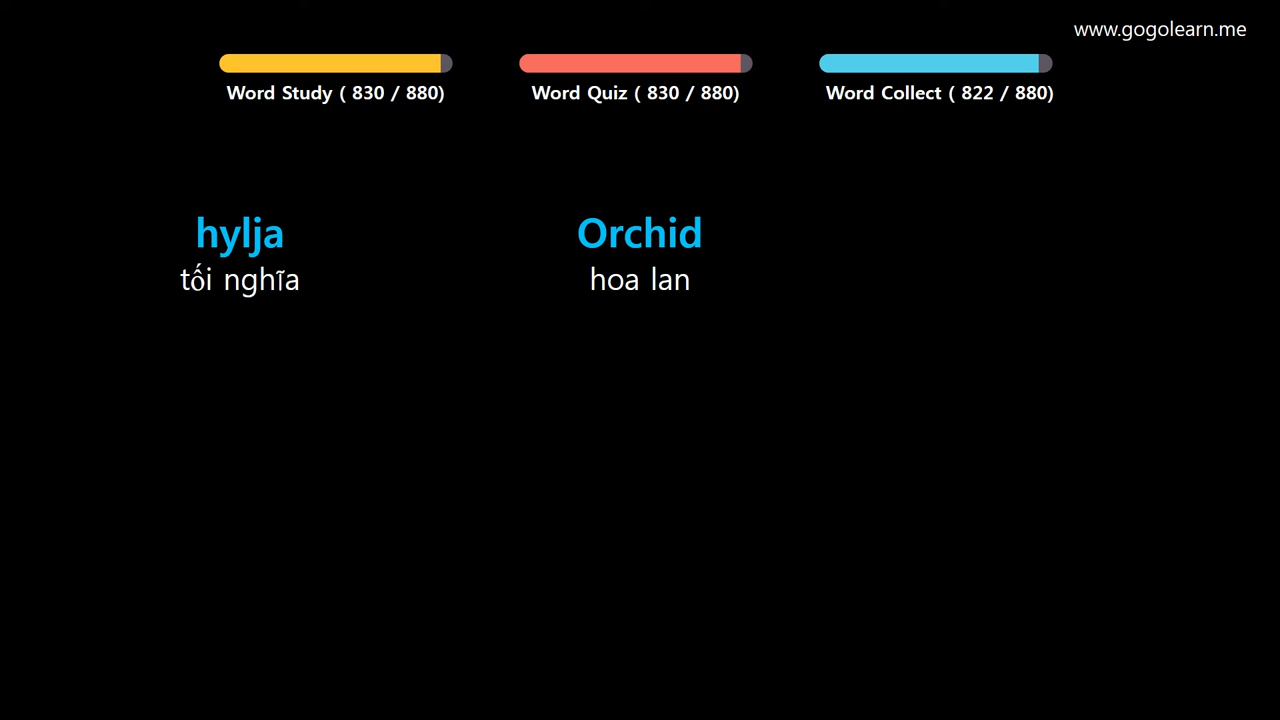 www.gogolearn.me
Word Study ( 830 / 880)
Word Quiz ( 830 / 880)
Word Collect ( 822 / 880)
hylja
tối nghĩa
Orchid
hoa lan